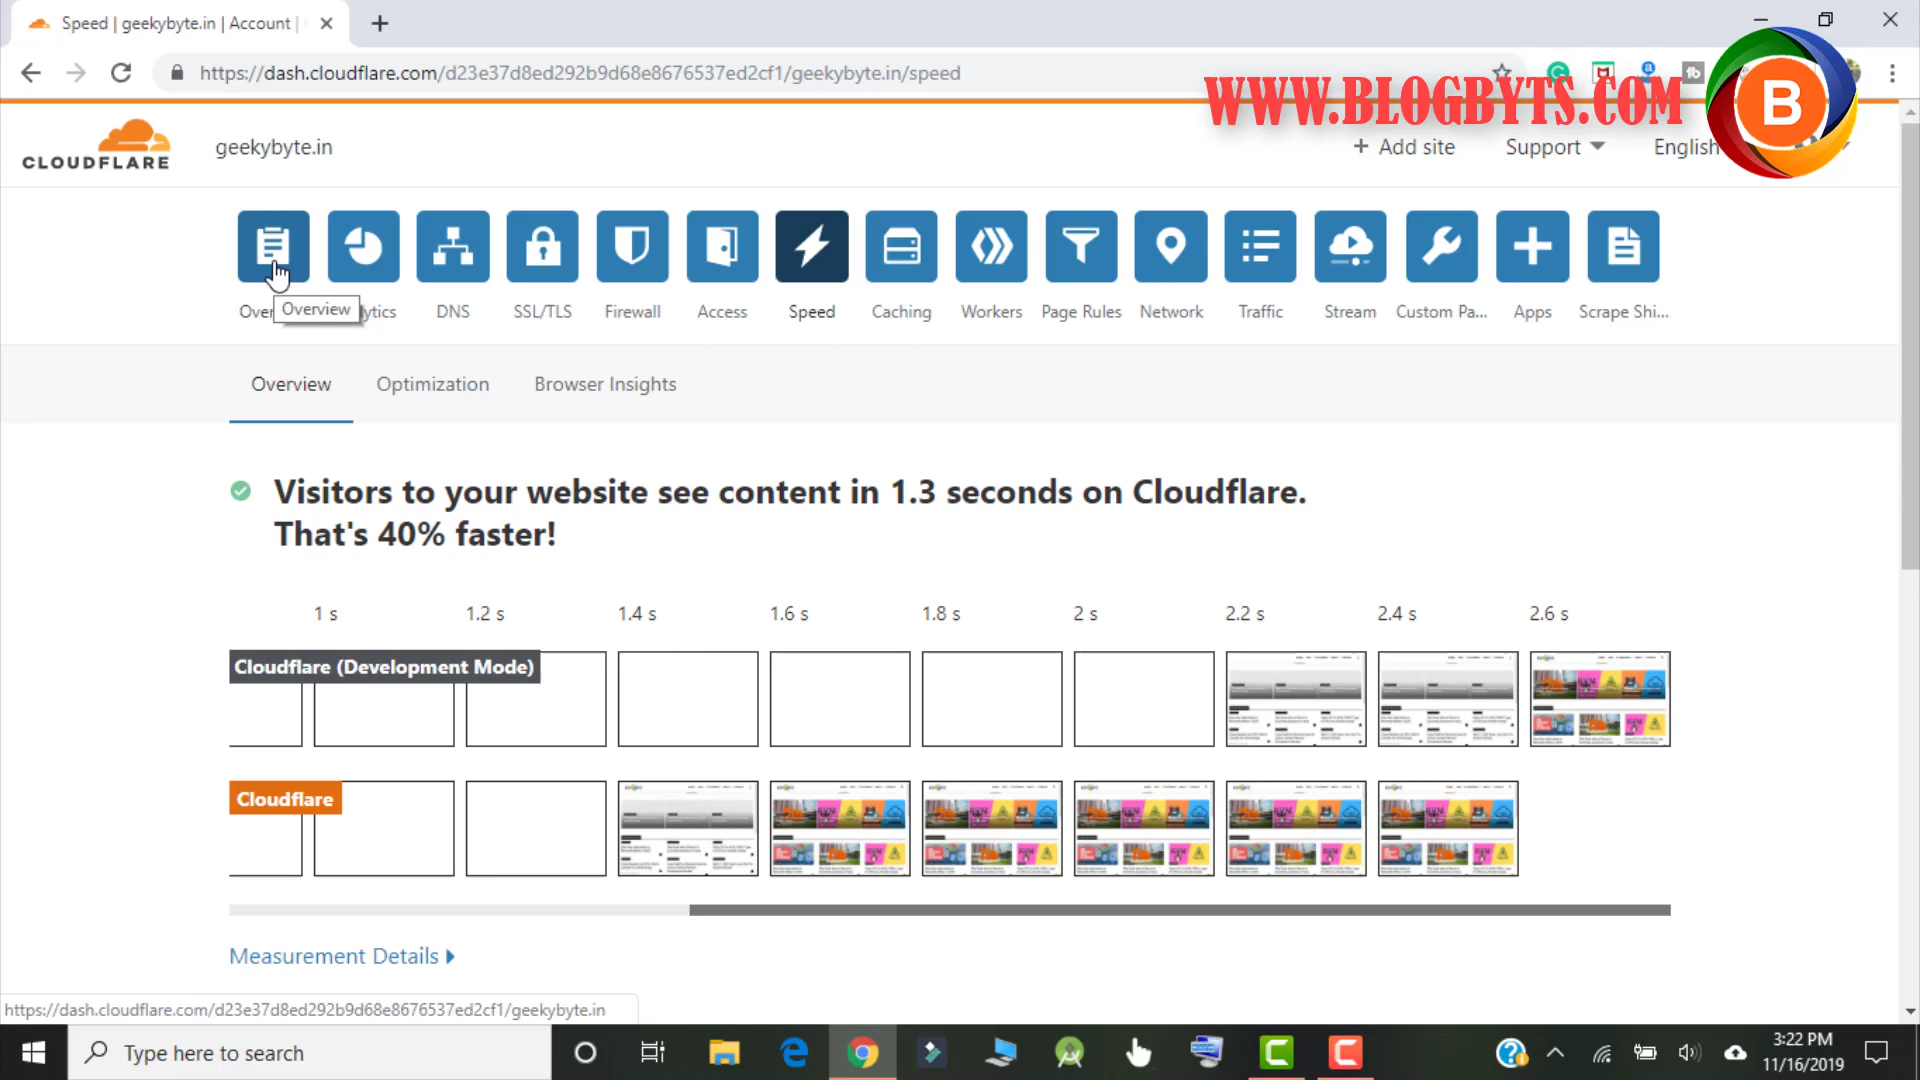 Speed | geekybyte.in | Account |
https://dash.cloudflare.com/d23e37d8ed292b9d68e8676537ed2cf1/geekybyte.in/speed
WWW.BLOGBYTS.COM
B
CLOUDFLARE
geekybyte.in
+ Add site
Support
English
Overview
DNS
SSL/TLS
Firewall
Access
Speed
Caching
Workers
Page Rules
Network
Traffic
Stream
Custom Pa...
Apps
Scrape Shi...
Overview
Optimization
Browser Insights
Visitors to your website see content in 1.3 seconds on Cloudflare.
That's 40% faster!
1 s
1.2 s
1.4 s
1.6 s
1.8 s
2 s
2.2 s
2.4 s
2.6 s
Cloudflare (Development Mode)
Cloudflare
Measurement Details
https://dash.cloudflare.com/d23e37d8ed292b9d68e8676537ed2cf1/geekybyte.in
Type here to search
3:22 PM
11/16/2019